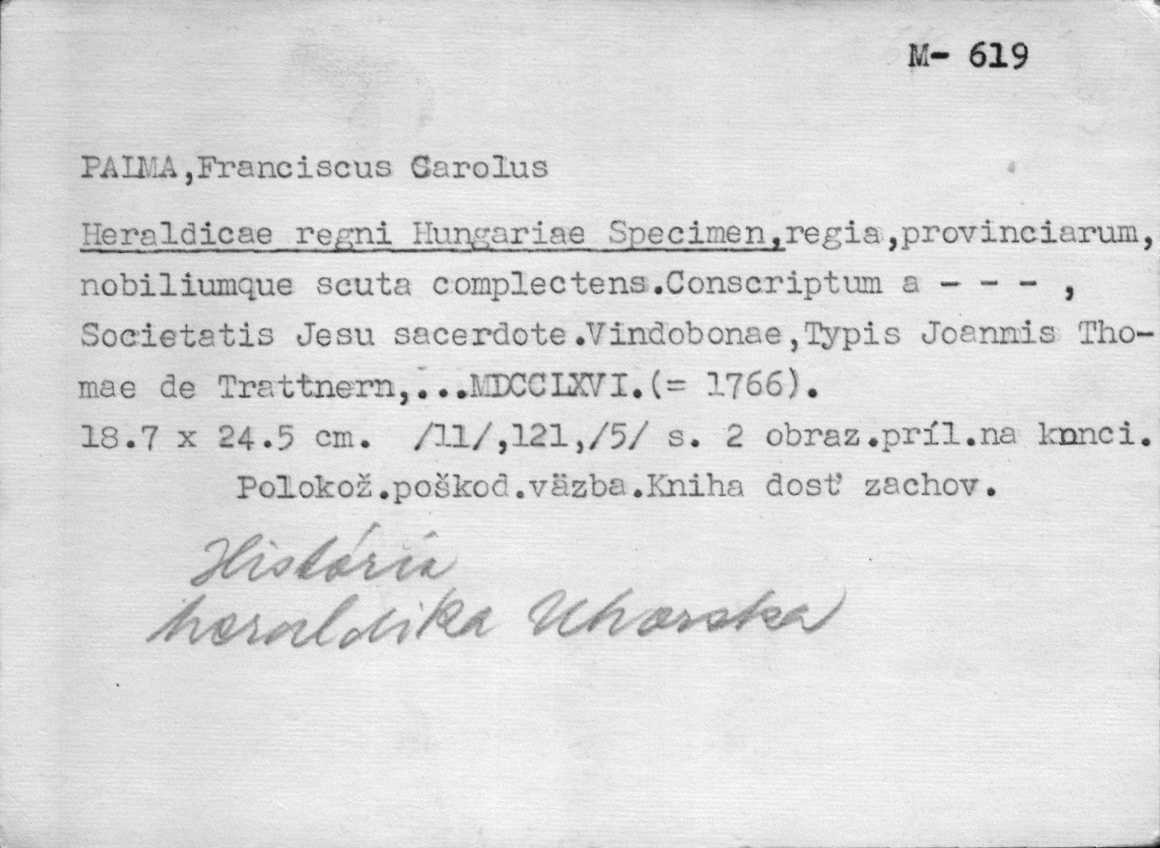 M- 619
PALMA,Franciscus Carolus
Heraldicae regni Hungariae Specimen,regia,provinciarum,
nobiliumque scuta complectens.Conscriptum a - - - ,
Societatis Jesu sacerdote.Vindobonae,Typis Joannis Tho-
mae de Trattnern,...MDCCLXVI.(= 1766).
18.7 x 24.5 cm. /11/,121,/5/ s. 2 obraz.príl.na konci.
Polokož.poškod.väzba.Kniha dosť zachov.
História
heraldika Uhorska